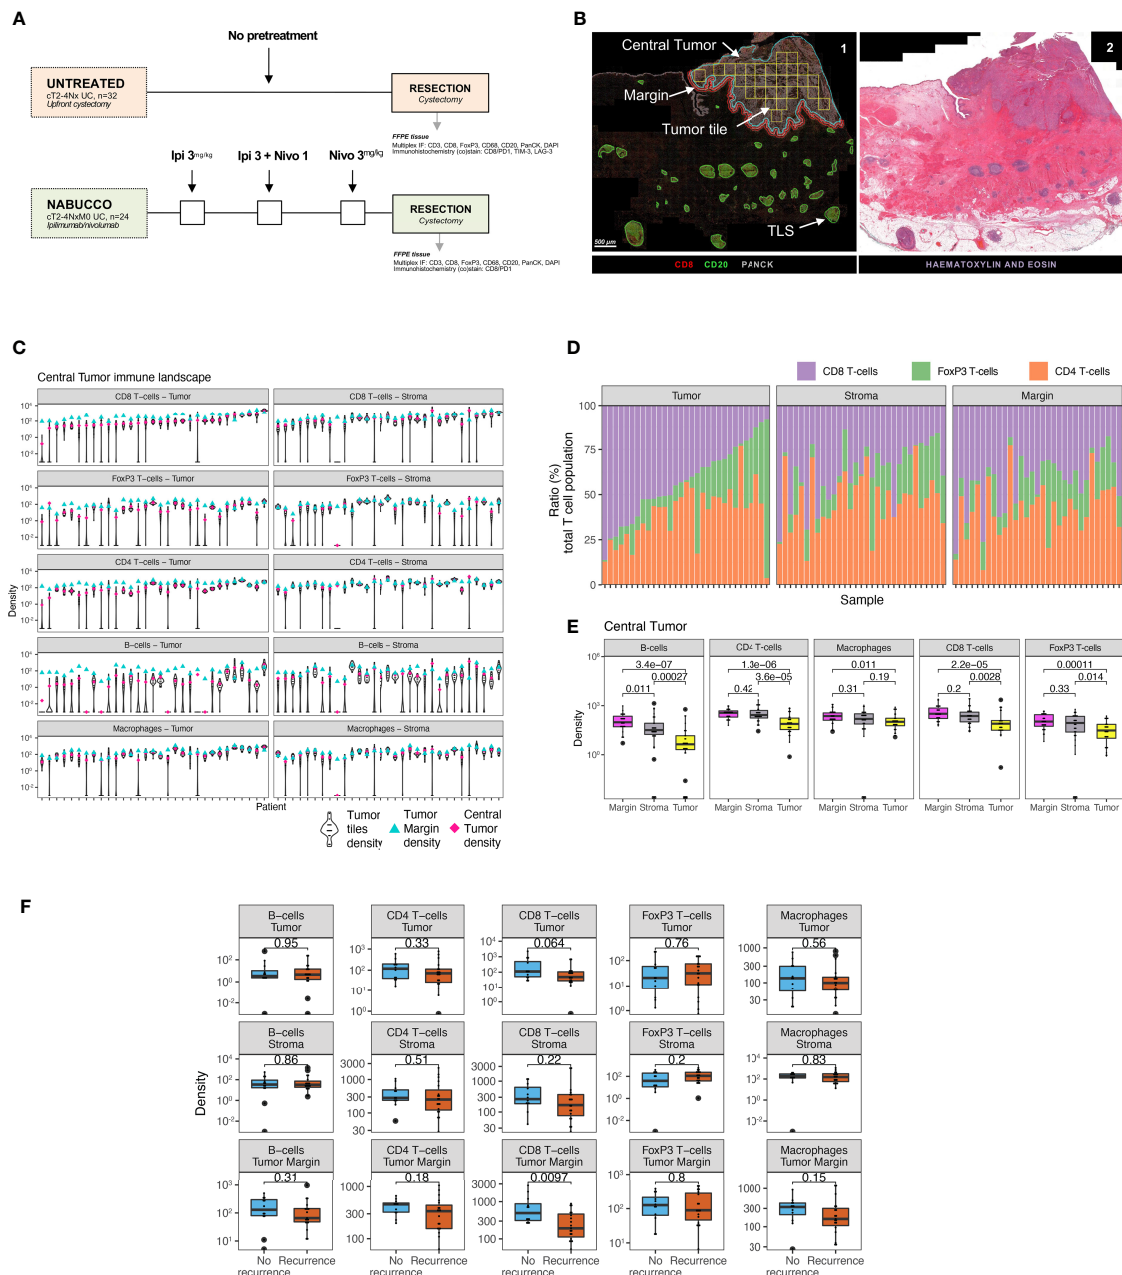 A
No pretreatment
UNTREATED
cT2-4Nx UC, n=32
Upfront cystectomy
RESECTION
Cystectomy
FFPE tissue
Multiplex IF: CD3, CD8, FoxP3, CD68, CD20, PanCK, DAPI
Immunohistochemistry (co)stain: CD8/PD1, TIM-3, LAG-3
Ipi 3mg/kg
Ipi 3 + Nivo 1
Nivo 3mg/kg
NABUCCO
cT2-4NxM0 UC, n=24
Ipilimumab/nivolumab
RESECTION
Cystectomy
FFPE tissue
Multiplex IF: CD3, CD8, FoxP3, CD68, CD20, PanCK, DAPI
Immunohistochemistry (co)stain: CD8/PD1
B
Central Tumor
1
Margin
Tumor tile
TLS
500 µm
CD8 CD20 PANCK
2
HAEMATOXYLIN AND EOSIN
C
Central Tumor immune landscape
CD8 T−cells − Tumor
CD8 T−cells − Stroma
FoxP3 T−cells − Tumor
FoxP3 T−cells − Stroma
CD4 T−cells − Tumor
CD4 T−cells − Stroma
B−cells − Tumor
B−cells − Stroma
Macrophages − Tumor
Macrophages − Stroma
Density
Patient
Tumor tiles density
Tumor Margin density
Central Tumor density
D
CD8 T-cells
FoxP3 T-cells
CD4 T-cells
Tumor
Stroma
Margin
100
75
50
25
0
Ratio (%)
total T cell population
Sample
E
Central Tumor
B−cells
CD4 T−cells
Macrophages
CD8 T−cells
FoxP3 T−cells
3.4e−07
0.00027
0.011
1.3e−06
3.6e−05
0.42
0.011
0.19
0.31
2.2e−05
0.0028
0.2
0.00011
0.014
0.33
10⁶
10³
10⁰
Density
Margin Stroma Tumor
Margin Stroma Tumor
Margin Stroma Tumor
Margin Stroma Tumor
Margin Stroma Tumor
F
B−cells
Tumor
0.95
CD4 T−cells
Tumor
0.33
CD8 T−cells
Tumor
0.064
FoxP3 T−cells
Tumor
0.76
Macrophages
Tumor
0.56
B−cells
Stroma
0.86
CD4 T−cells
Stroma
0.51
CD8 T−cells
Stroma
0.22
FoxP3 T−cells
Stroma
0.2
Macrophages
Stroma
0.83
B−cells
Tumor Margin
0.31
CD4 T−cells
Tumor Margin
0.18
CD8 T−cells
Tumor Margin
0.0097
FoxP3 T−cells
Tumor Margin
0.8
Macrophages
Tumor Margin
0.15
Density
No recurrence
Recurrence
No recurrence
Recurrence
No recurrence
Recurrence
No recurrence
Recurrence
No recurrence
Recurrence